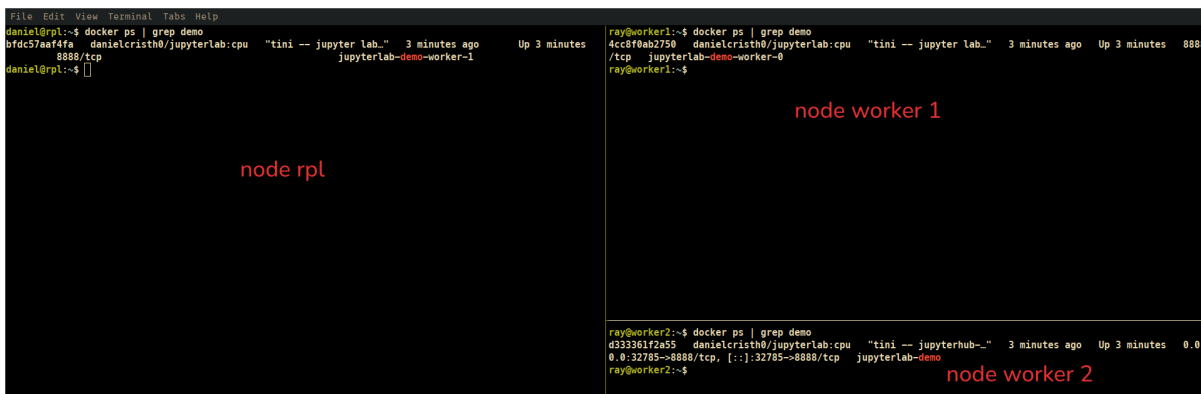 File Edit View Terminal Tabs Help
daniel@rpl:~$ docker ps | grep demo
bfdc57aaf4fa danielcristh0/jupyterlab:cpu "tini -- jupyter lab…" 3 minutes ago Up 3 minutes
8888/tcp jupyterlab-demo-worker-1
daniel@rpl:~$
node rpl
ray@worker1:~$ docker ps | grep demo
4cc8f0ab2750 danielcristh0/jupyterlab:cpu "tini -- jupyter lab…" 3 minutes ago Up 3 minutes 888
/tcp jupyterlab-demo-worker-0
ray@worker1:~$
node worker 1
ray@worker2:~$ docker ps | grep demo
d333361f2a55 danielcristh0/jupyterlab:cpu "tini -- jupyterhub-…" 3 minutes ago Up 3 minutes 0.0
0.0:32785->8888/tcp, [::]:32785->8888/tcp jupyterlab-demo
ray@worker2:~$
node worker 2